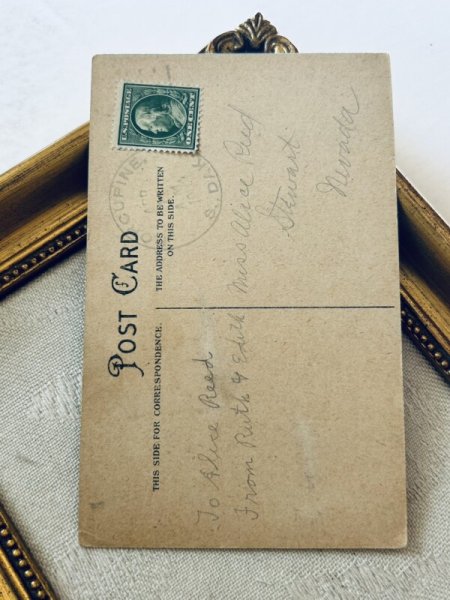 U.S. POSTAGE
ONE CENT
CUPINE
S. D.
POST CARD
THE ADDRESS TO BE WRITTEN
ON THIS SIDE.
THIS SIDE FOR CORRESPONDENCE.
To Alice Reed
From Ruth & Edith
Miss Alice Reed
Stewart
Nevada